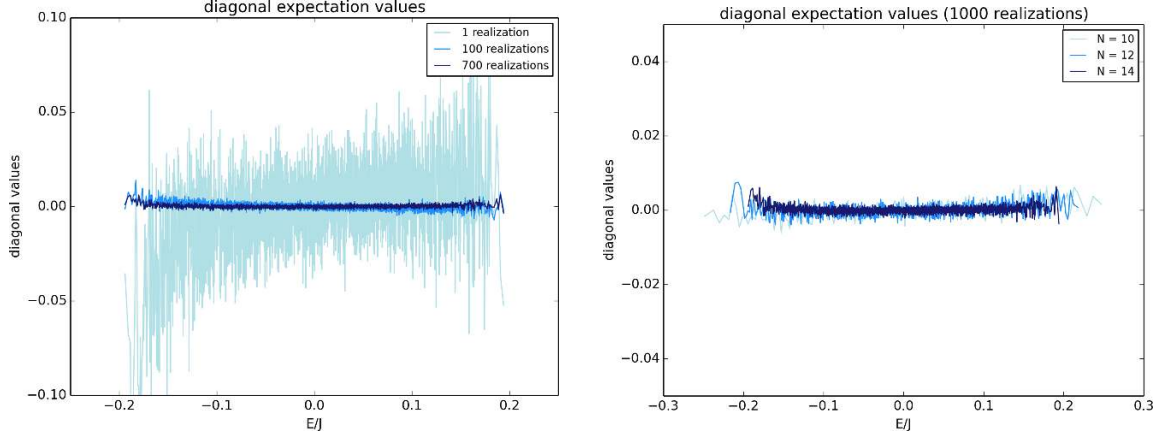 diagonal expectation values
0.10
0.05
0.00
−0.05
−0.10
diagonal values
1 realization
100 realizations
700 realizations
−0.2
−0.1
0.0
0.1
0.2
E/J
diagonal expectation values (1000 realizations)
0.04
0.02
0.00
−0.02
−0.04
diagonal values
N = 10
N = 12
N = 14
−0.3
−0.2
−0.1
0.0
0.1
0.2
0.3
E/J